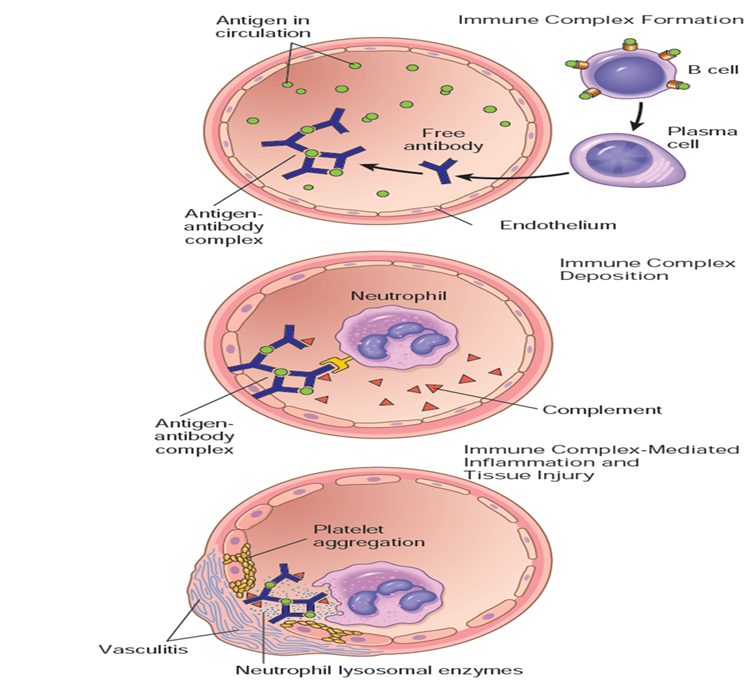 Antigen in
circulation
Immune Complex Formation
B cell
Plasma
cell
Free
antibody
Antigen-
antibody
complex
Endothelium
Immune Complex
Deposition
Neutrophil
Complement
Antigen-
antibody
complex
Immune Complex-Mediated
Inflammation and
Tissue Injury
Platelet
aggregation
Vasculitis
Neutrophil lysosomal enzymes